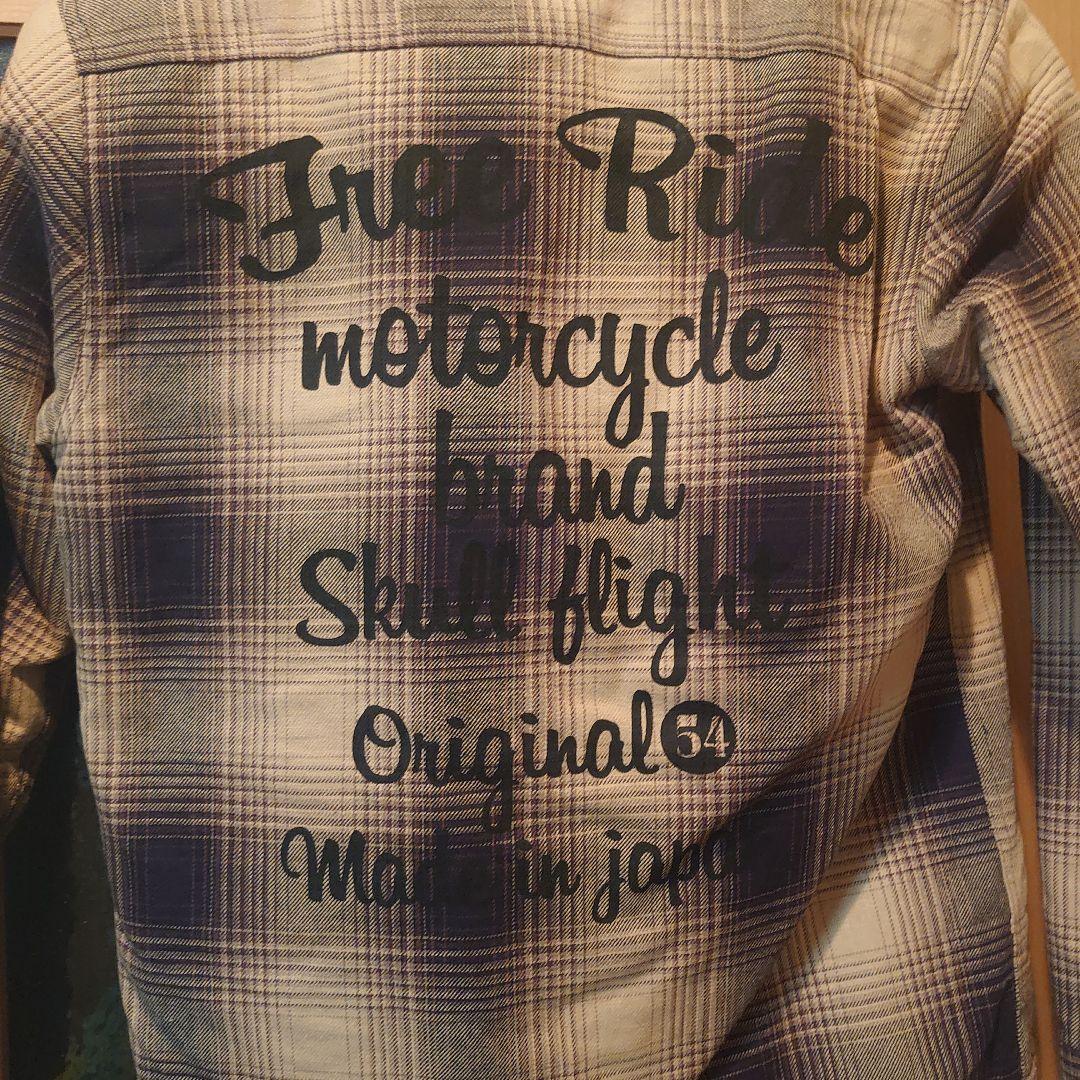 Free Ride
motorcycle
brand
Skull flight
Original 54
Made in japan